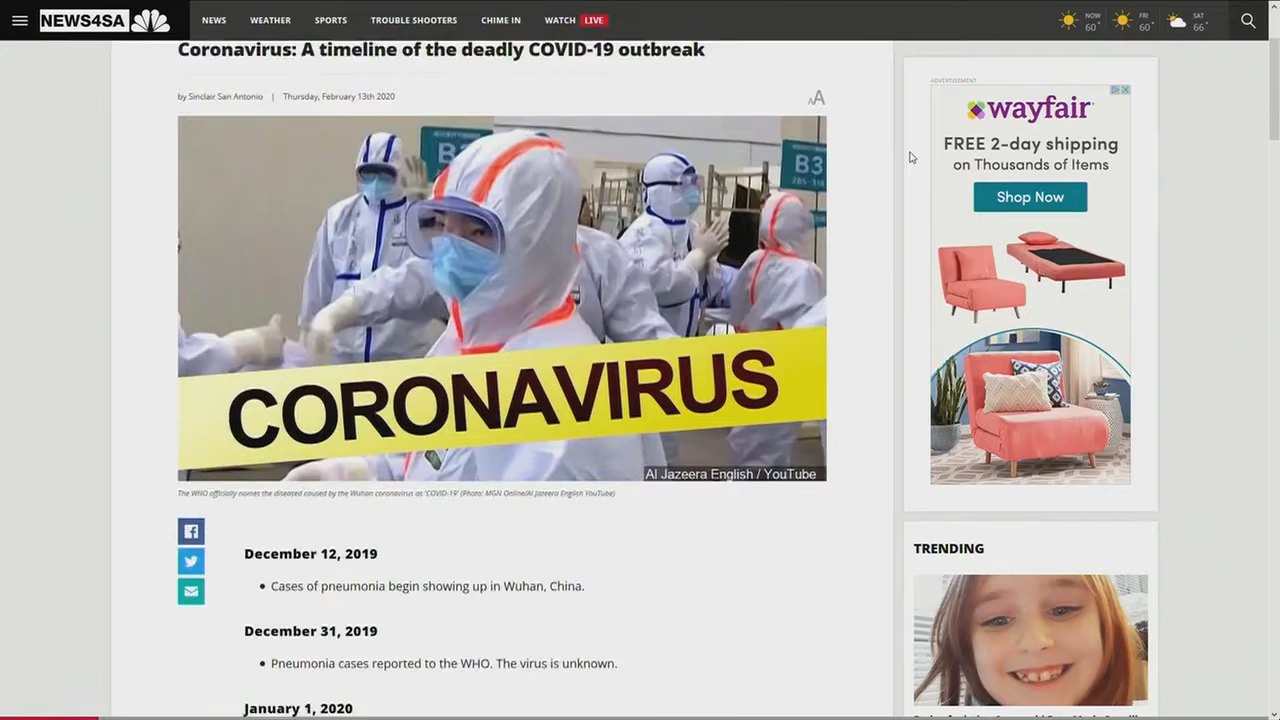 NEWS4SA
NEWS
WEATHER
SPORTS
TROUBLE SHOOTERS
CHIME IN
WATCH LIVE
NOW
60°
FRI
60°
SAT
66°
Coronavirus: A timeline of the deadly COVID-19 outbreak
by Sinclair San Antonio | Thursday, February 13th 2020
AA
B3
B3
CORONAVIRUS
Al Jazeera English / YouTube
The WHO officially names the diseased caused by the Wuhan coronavirus as 'COVID-19' (Photo: MGN Online/Al Jazeera English YouTube)
December 12, 2019
• Cases of pneumonia begin showing up in Wuhan, China.
December 31, 2019
• Pneumonia cases reported to the WHO. The virus is unknown.
January 1, 2020
ADVERTISEMENT
wayfair
FREE 2-day shipping
on Thousands of Items
Shop Now
TRENDING